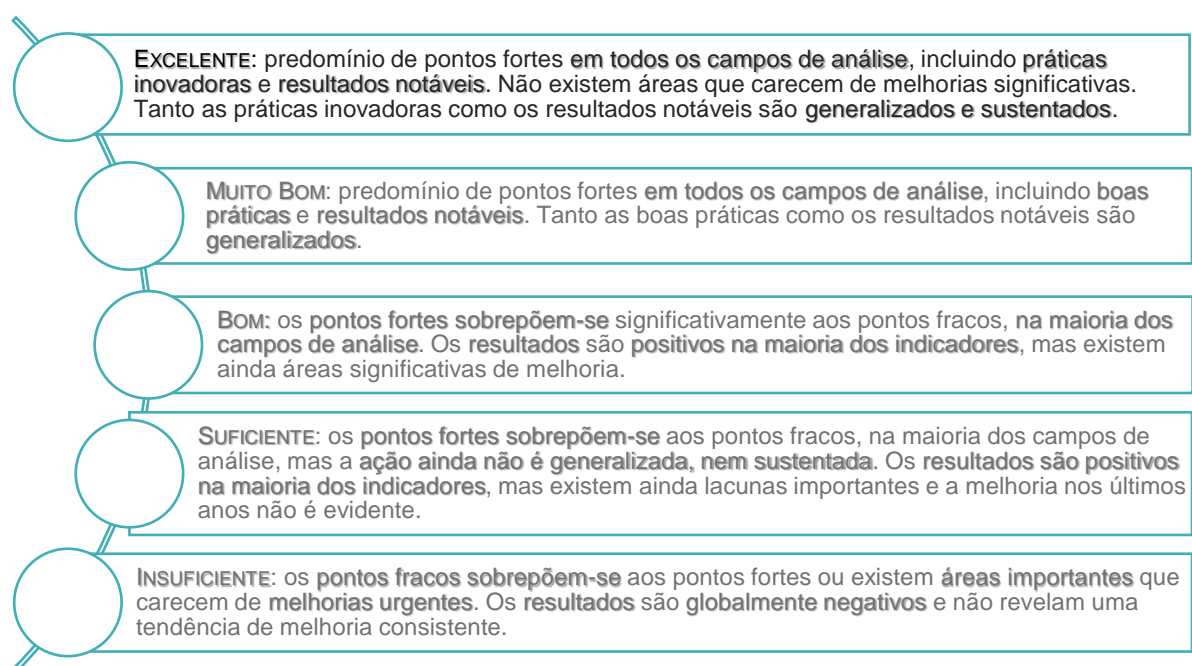 EXCELENTE: predomínio de pontos fortes em todos os campos de análise, incluindo práticas
inovadoras e resultados notáveis. Não existem áreas que carecem de melhorias significativas.
Tanto as práticas inovadoras como os resultados notáveis são generalizados e sustentados.
MUITO BOM: predomínio de pontos fortes em todos os campos de análise, incluindo boas
práticas e resultados notáveis. Tanto as boas práticas como os resultados notáveis são
generalizados.
BOM: os pontos fortes sobrepõem-se significativamente aos pontos fracos, na maioria dos
campos de análise. Os resultados são positivos na maioria dos indicadores, mas existem
ainda áreas significativas de melhoria.
SUFICIENTE: os pontos fortes sobrepõem-se aos pontos fracos, na maioria dos campos de
análise, mas a ação ainda não é generalizada, nem sustentada. Os resultados são positivos
na maioria dos indicadores, mas existem ainda lacunas importantes e a melhoria nos últimos
anos não é evidente.
INSUFICIENTE: os pontos fracos sobrepõem-se aos pontos fortes ou existem áreas importantes que
carecem de melhorias urgentes. Os resultados são globalmente negativos e não revelam uma
tendência de melhoria consistente.